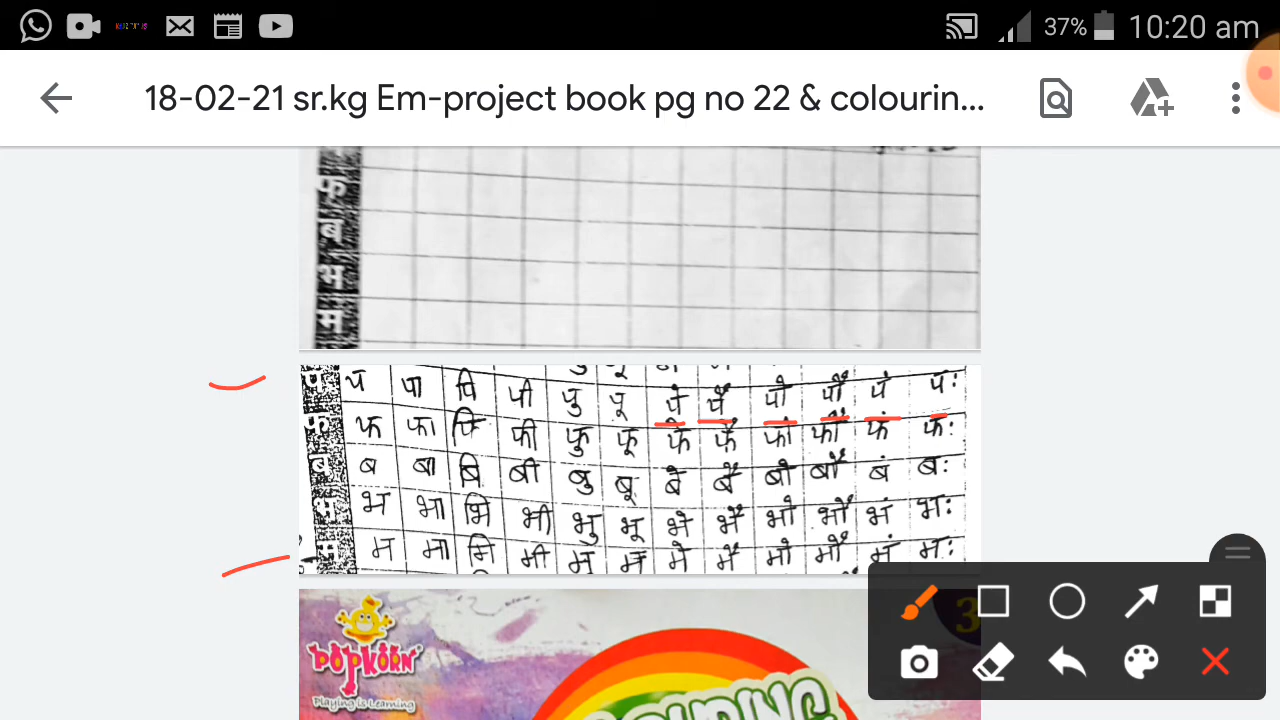 37% 10:20 am
18-02-21 sr.kg Em-project book pg no 22 & colourin...
फ
ब
भ
म
प प पा पि पी पु पू पे पै पो पौ पं पः
फ फ फा फि फी फु फू फे फै फो फौ फं फः
ब ब बा बि बी बु बू बे बै बो बौ बं बः
भ भ भा भि भी भु भू भे भै भो भौ भं भः
म म मा मि मी मु मू मे मै मो मौ मं मः
POPKORN
Playing is Learning
3